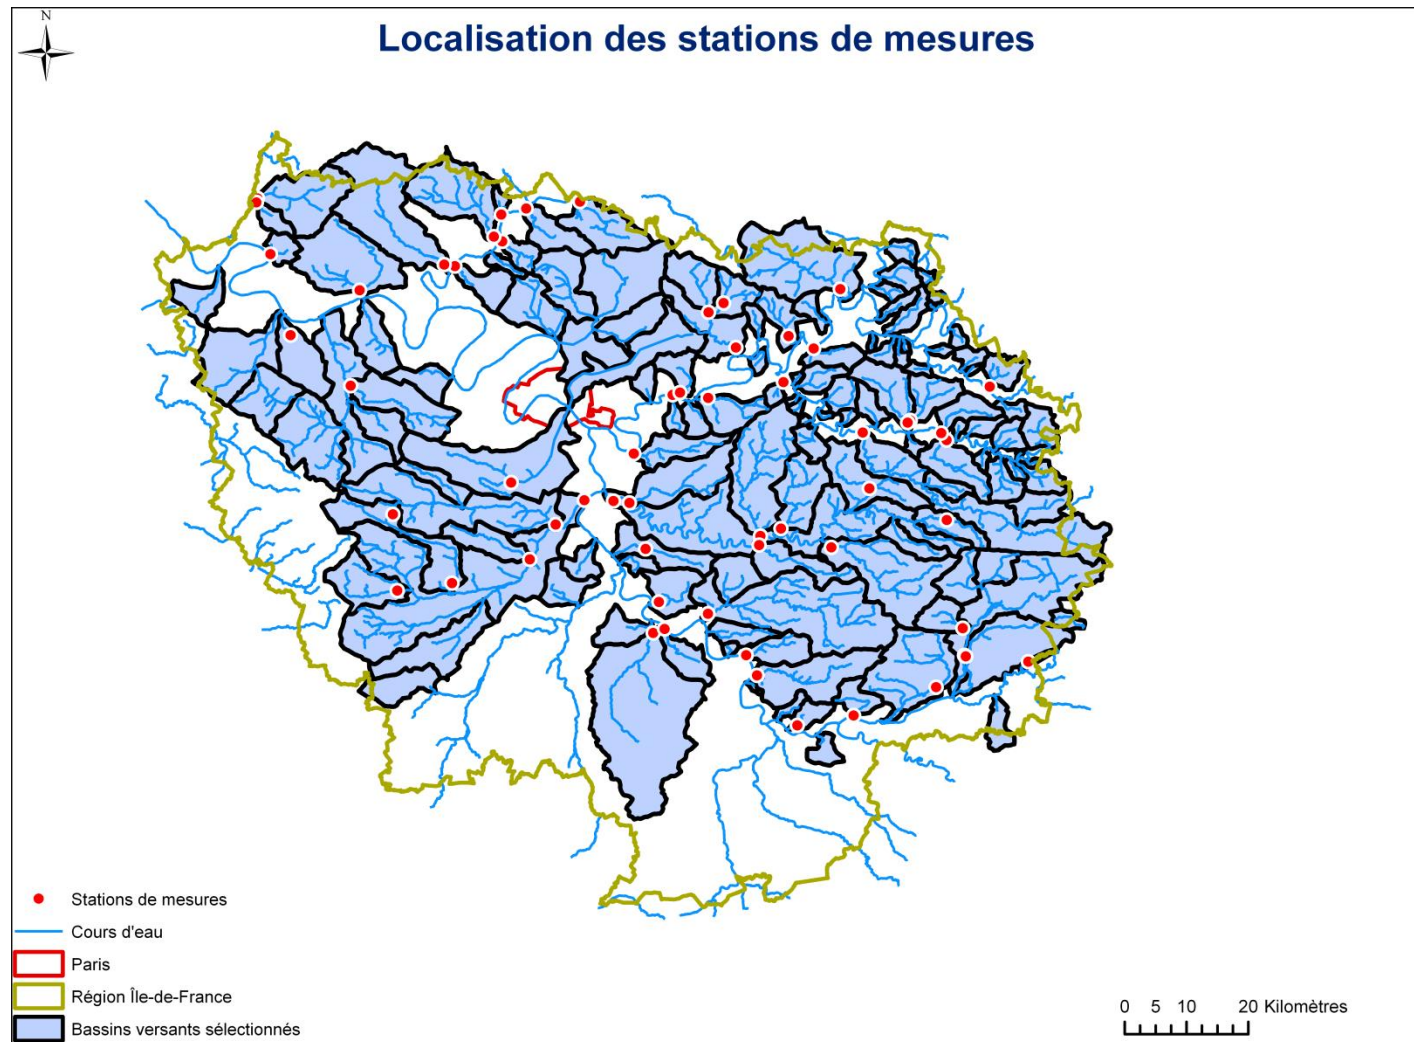 N
Localisation des stations de mesures
Stations de mesures
Cours d'eau
Paris
Région Île-de-France
Bassins versants sélectionnés
0 5 10 20 Kilomètres